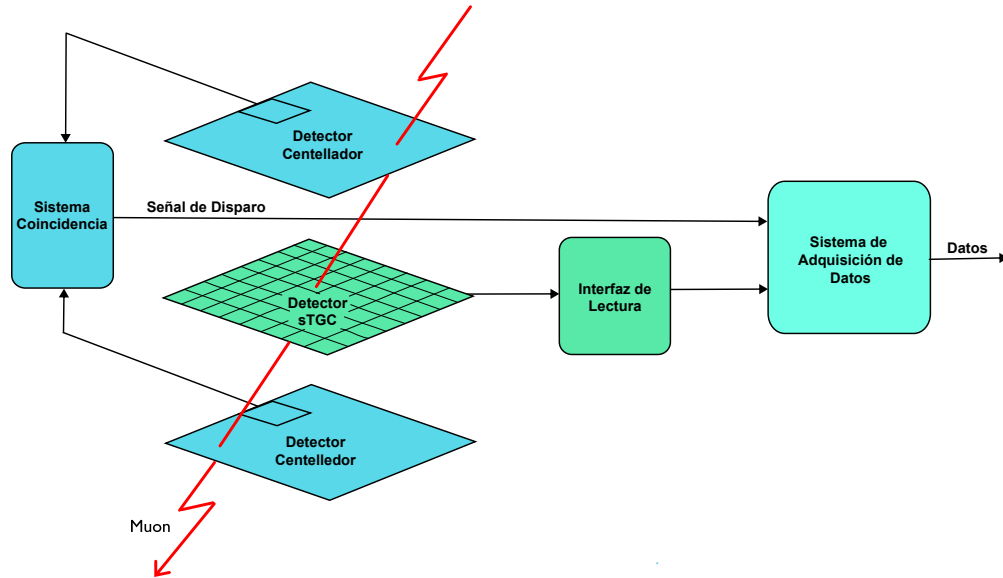 Detector
Centellador
Sistema
Coincidencia
Señal de Disparo
Sistema de
Adquisición de
Datos
Datos
Detector
sTGC
Interfaz de
Lectura
Detector
Centelledor
Muon